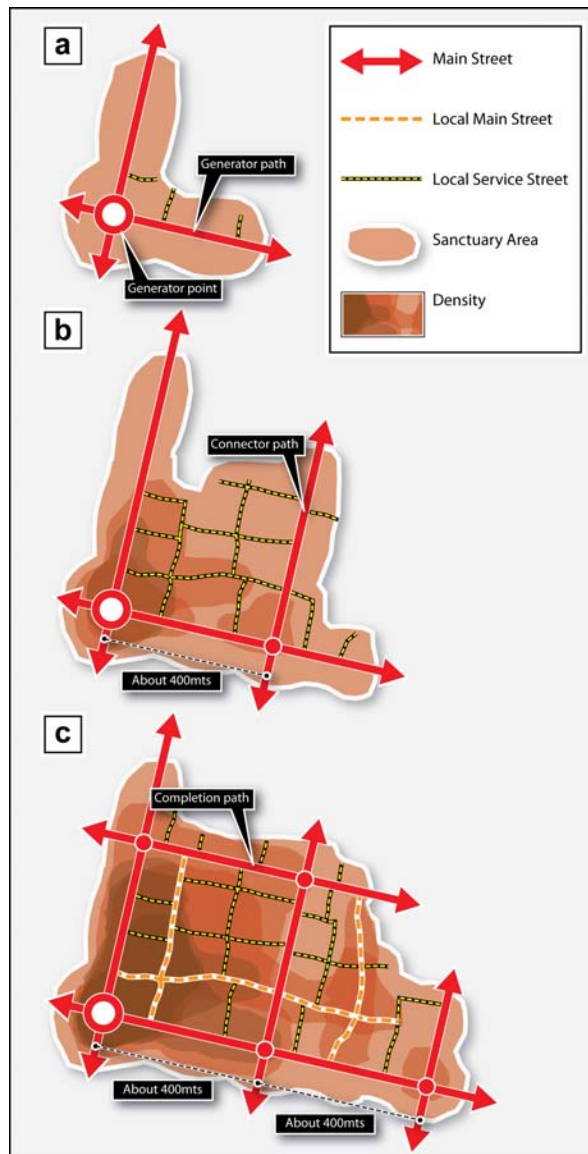 a
Main Street
Local Main Street
Local Service Street
Sanctuary Area
Density
Generator path
Generator point
b
Connector path
About 400mts
c
Completion path
About 400mts
About 400mts